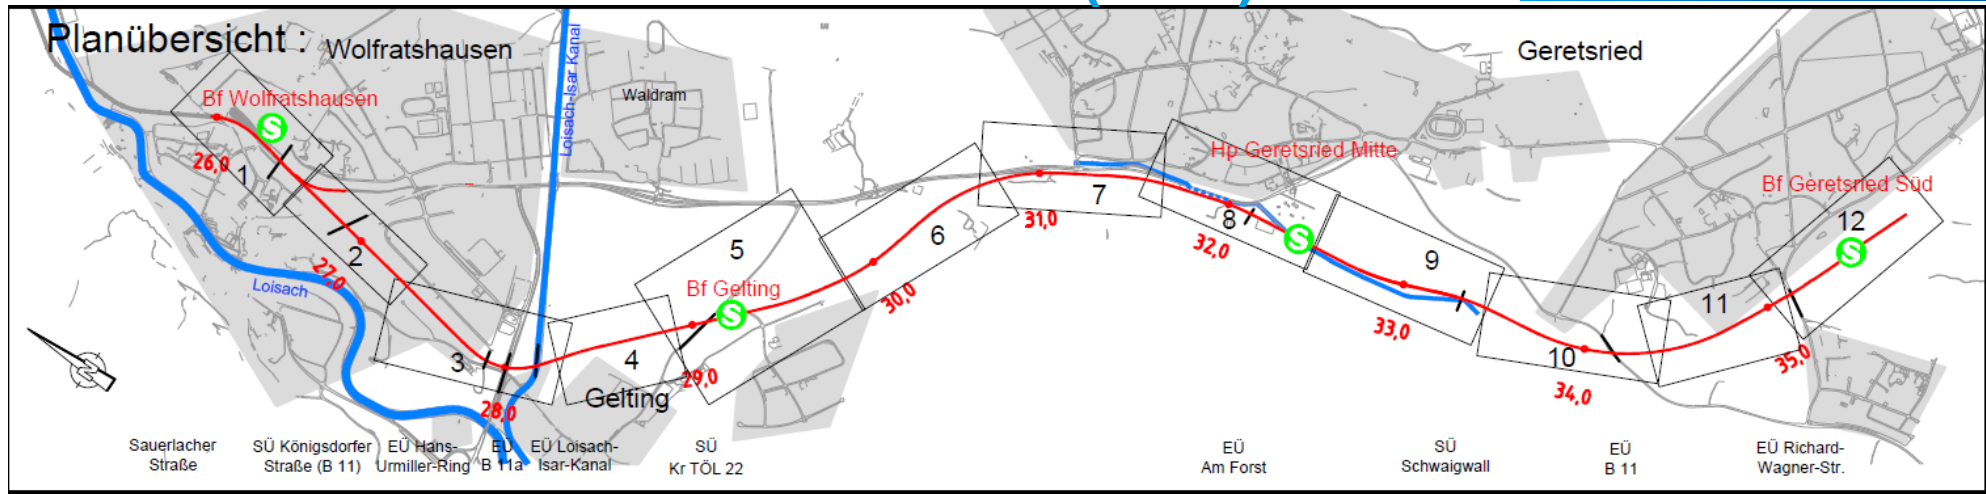 Planübersicht :
Wolfratshausen
Geretsried
Loisach-Isar Kanal
Waldram
Bf Wolfratshausen
Hp Geretsried Mitte
Bf Geretsried Süd
26,0
1
2
27,0
Loisach
3
28,0
4
Gelting
29,0
5
Bf Gelting
S
S
S
S
30,0
6
31,0
7
8
32,0
9
33,0
10
34,0
11
35,0
12
N
Sauerlacher
Straße
SÜ Königsdorfer
Straße (B 11)
EÜ Hans-
Urmiller-Ring
EÜ
B 11a
EÜ Loisach-
Isar-Kanal
SÜ
Kr TÖL 22
EÜ
Am Forst
SÜ
Schwaigwall
EÜ
B 11
EÜ Richard-
Wagner-Str.